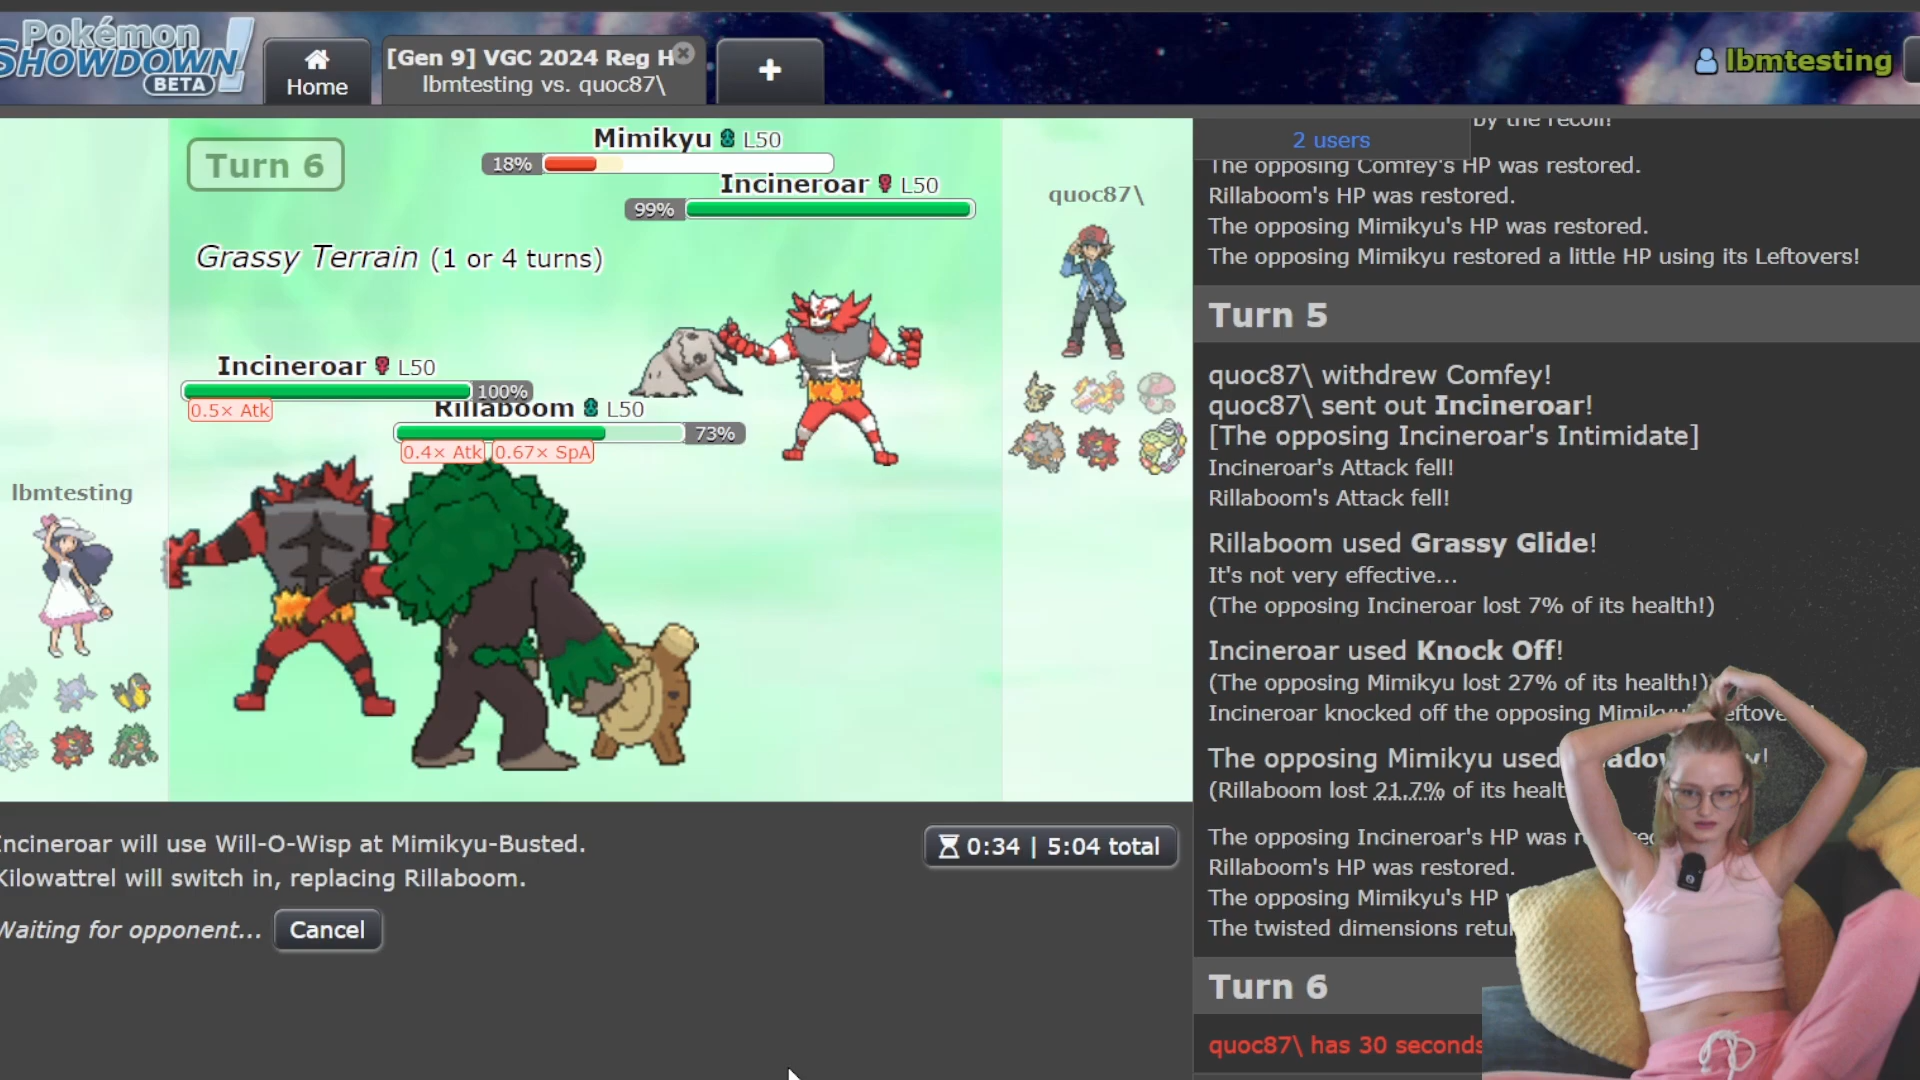 Pokémon
SHOWDOWN!
BETA
Home
[Gen 9] VGC 2024 Reg H
lbmtesting vs. quoc87\
+
lbmtesting
Turn 6
Mimikyu L50
18%
Incineroar L50
99%
Grassy Terrain (1 or 4 turns)
Incineroar L50
100%
0.5× Atk
Rillaboom L50
73%
0.4× Atk 0.67× SpA
quoc87\
lbmtesting
Incineroar will use Will-O-Wisp at Mimikyu-Busted.
Kilowattrel will switch in, replacing Rillaboom.
Waiting for opponent... Cancel
0:34 | 5:04 total
2 users
by the recoil!
The opposing Comfey's HP was restored.
Rillaboom's HP was restored.
The opposing Mimikyu's HP was restored.
The opposing Mimikyu restored a little HP using its Leftovers!
Turn 5
quoc87\ withdrew Comfey!
quoc87\ sent out Incineroar!
[The opposing Incineroar's Intimidate]
Incineroar's Attack fell!
Rillaboom's Attack fell!
Rillaboom used Grassy Glide!
It's not very effective...
(The opposing Incineroar lost 7% of its health!)
Incineroar used Knock Off!
(The opposing Mimikyu lost 27% of its health!)
Incineroar knocked off the opposing
The opposing Mimikyu used
(Rillaboom lost 21.7% of its
The opposing Incineroar's HP was
Rillaboom's HP was restored.
The opposing Mimikyu's HP
The twisted dimensions
Turn 6
quoc87\ has 30 seconds